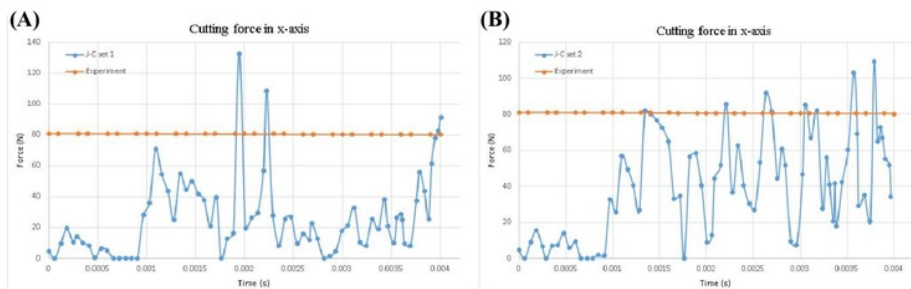 (A)
Cutting force in x-axis
140
120
100
80
60
40
20
0
Force (N)
J-C set 1
Experiment
0
0.0005
0.001
0.0015
0.002
0.0025
0.003
0.0035
0.004
Time (s)
(B)
Cutting force in x-axis
120
100
80
60
40
20
0
Force (N)
J-C set 2
Experiment
0
0.0005
0.001
0.0015
0.002
0.0025
0.003
0.0035
0.004
Time (s)